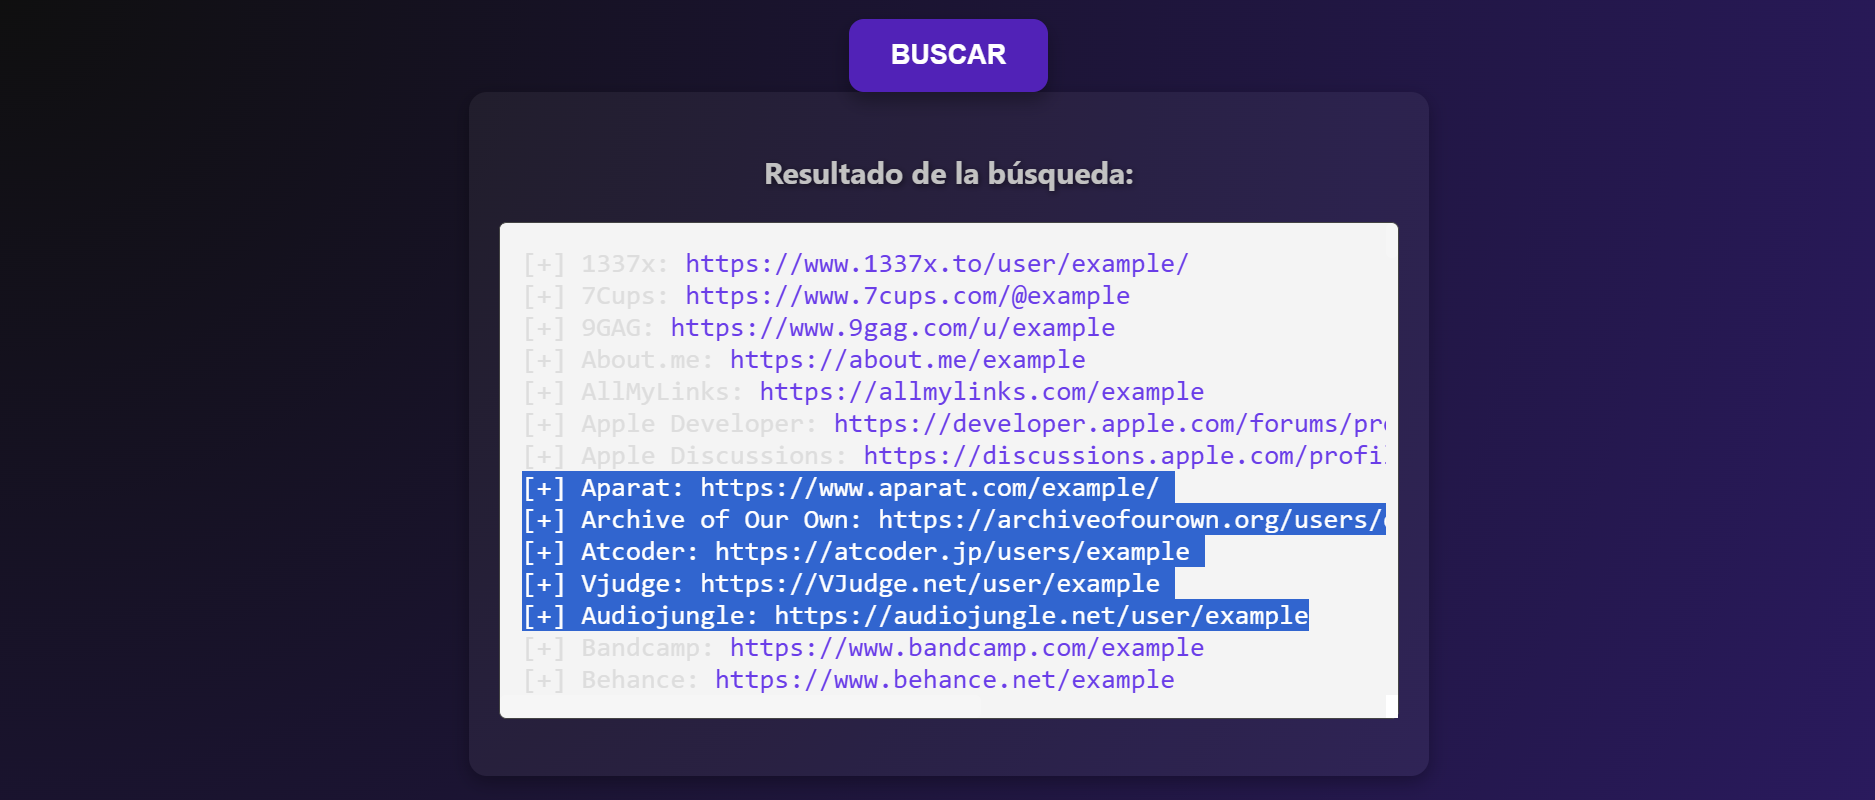 BUSCAR
Resultado de la búsqueda:
[+] 1337x: https://www.1337x.to/user/example/
[+] 7Cups: https://www.7cups.com/@example
[+] 9GAG: https://www.9gag.com/u/example
[+] About.me: https://about.me/example
[+] AllMyLinks: https://allmylinks.com/example
[+] Apple Developer: https://developer.apple.com/forums/pro
[+] Apple Discussions: https://discussions.apple.com/profi
[+] Aparat: https://www.aparat.com/example/
[+] Archive of Our Own: https://archiveofourown.org/users/
[+] Atcoder: https://atcoder.jp/users/example
[+] Vjudge: https://VJudge.net/user/example
[+] Audiojungle: https://audiojungle.net/user/example
[+] Bandcamp: https://www.bandcamp.com/example
[+] Behance: https://www.behance.net/example